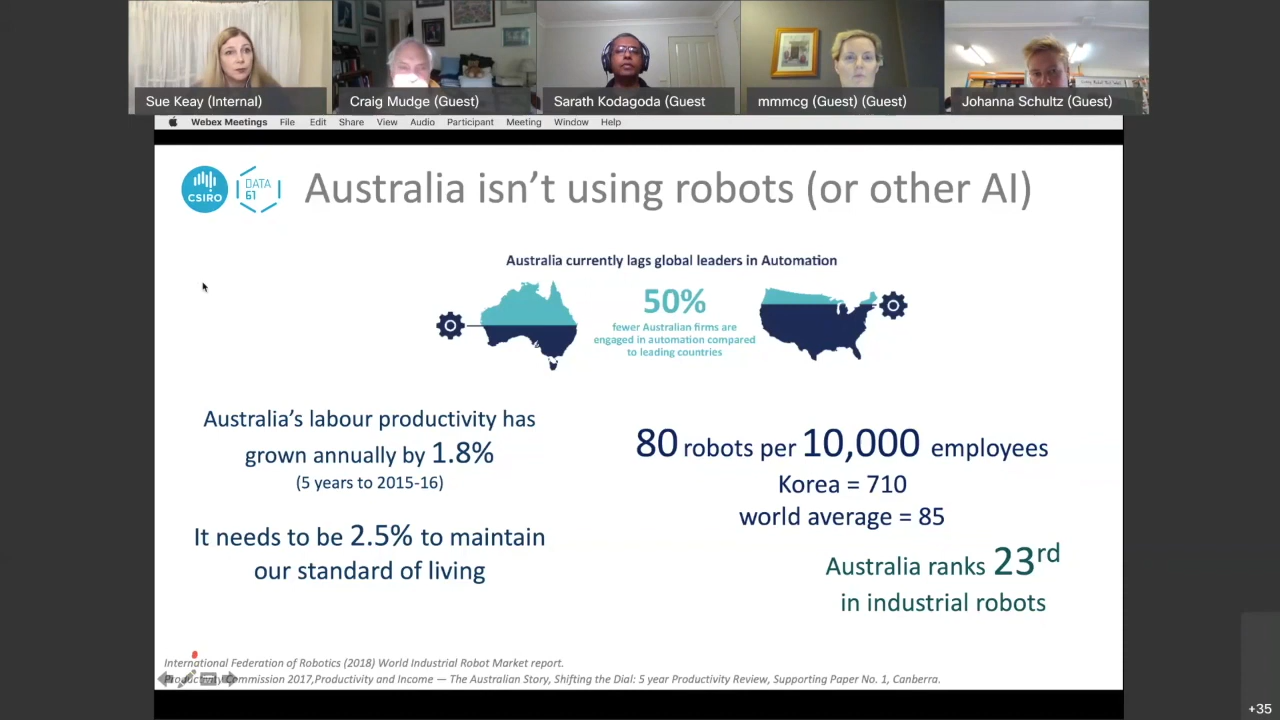 Sue Keay (Internal)
Craig Mudge (Guest)
Sarath Kodagoda (Guest
mmmcg (Guest) (Guest)
Johanna Schultz (Guest)
Webex Meetings File Edit Share View Audio Participant Meeting Window Help
CSIRO
DATA
61
Australia isn't using robots (or other AI)
Australia currently lags global leaders in Automation
50%
fewer Australian firms are
engaged in automation compared
to leading countries
Australia's labour productivity has
grown annually by 1.8%
(5 years to 2015-16)
It needs to be 2.5% to maintain
our standard of living
80 robots per 10,000 employees
Korea = 710
world average = 85
Australia ranks 23rd
in industrial robots
International Federation of Robotics (2018) World Industrial Robot Market report.
Productivity Commission 2017,Productivity and Income — The Australian Story, Shifting the Dial: 5 year Productivity Review, Supporting Paper No. 1, Canberra.
+35